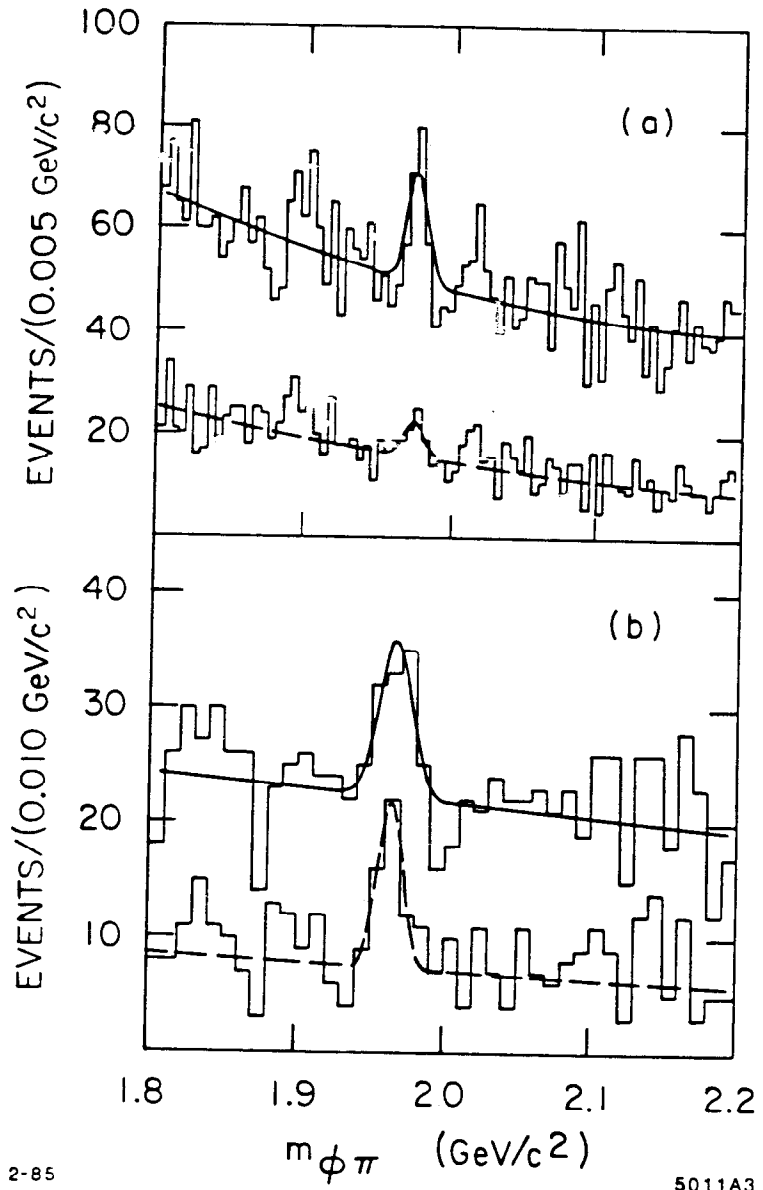 100
80
60
40
20
EVENTS/(0.005 GeV/c²)
(a)
40
30
20
10
EVENTS/(0.010 GeV/c²)
(b)
1.8 1.9 2.0 2.1 2.2
m φπ (GeV/c²)
2-85
5011A3